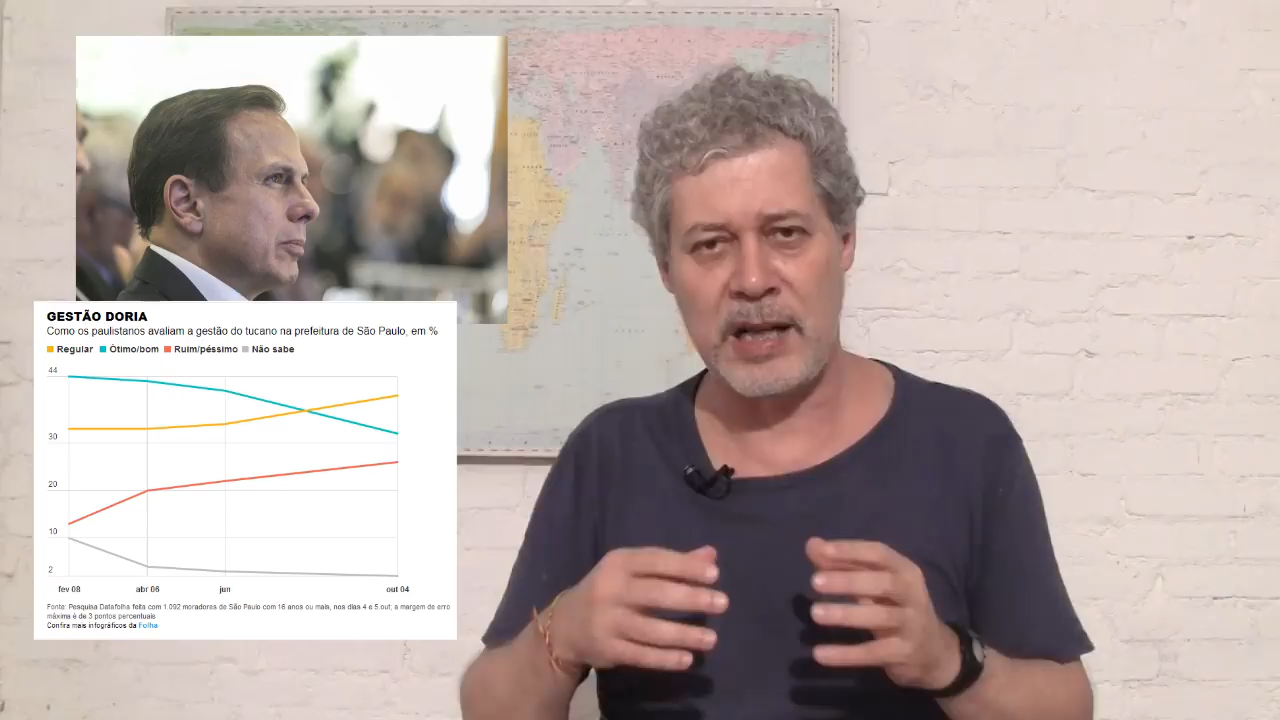 GESTÃO DORIA
Como os paulistanos avaliam a gestão do tucano na prefeitura de São Paulo, em %
Regular Ótimo/bom Ruim/péssimo Não sabe
44
30
20
10
2
fev 08 abr 06 jun out 04
Fonte: Pesquisa Datafolha feita com 1.092 moradores de São Paulo com 16 anos ou mais, nos dias 4 e 5.out; a margem de erro
máxima é de 3 pontos percentuais
Confira mais infográficos da Folha